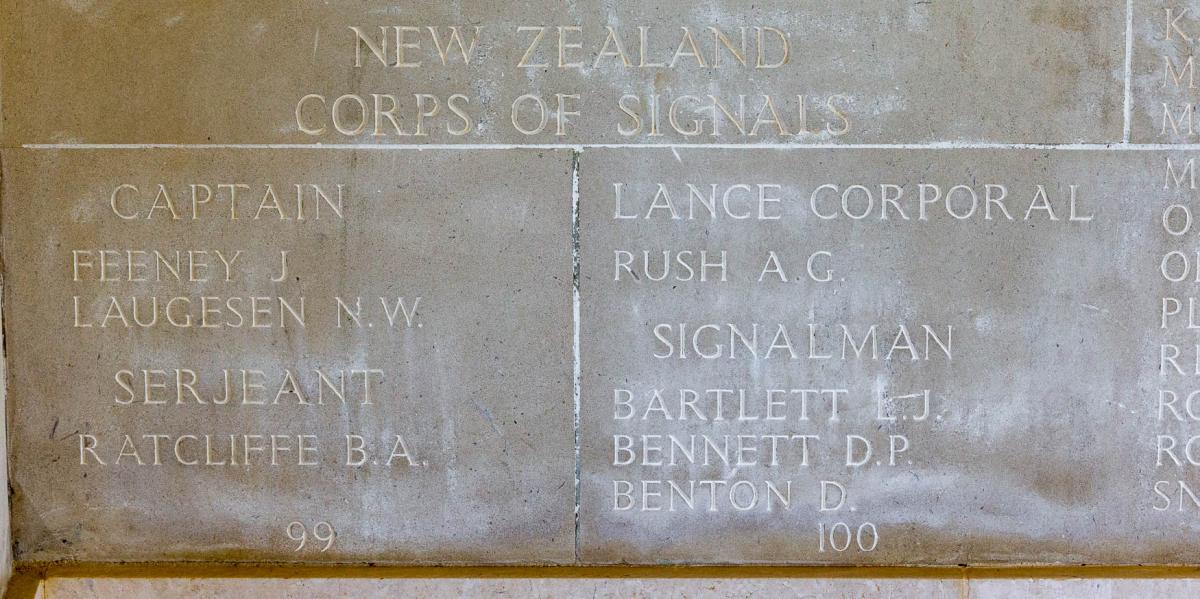 NEW ZEALAND
CORPS OF SIGNALS
CAPTAIN
FEENEY J
LAUGESEN N.W.
SERJEANT
RATCLIFFE B.A.
99
LANCE CORPORAL
RUSH A.G.
SIGNALMAN
BARTLETT L.J.
BENNETT D.P.
BENTON D.
100